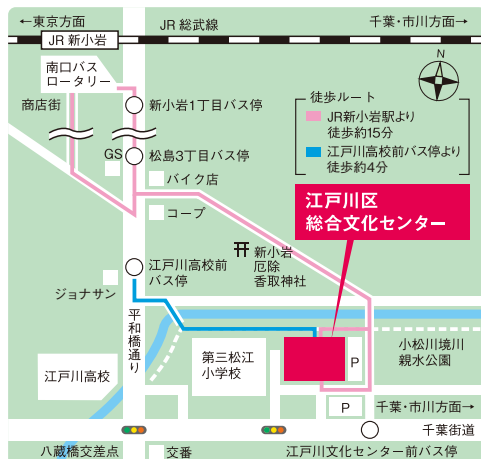 ←東京方面
JR 総武線
千葉・市川方面→
JR 新小岩
南口バス
ロータリー
N
商店街
新小岩1丁目バス停
徒歩ルート
JR新小岩駅より
徒歩約15分
江戸川高校前バス停より
徒歩約4分
GS
松島3丁目バス停
バイク店
コープ
江戸川区
総合文化センター
江戸川高校前
バス停
新小岩
厄除
香取神社
ジョナサン
平和橋通り
小松川境川
親水公園
第三松江
小学校
P
江戸川高校
P
千葉・市川方面→
千葉街道
八蔵橋交差点
交番
江戸川文化センター前バス停